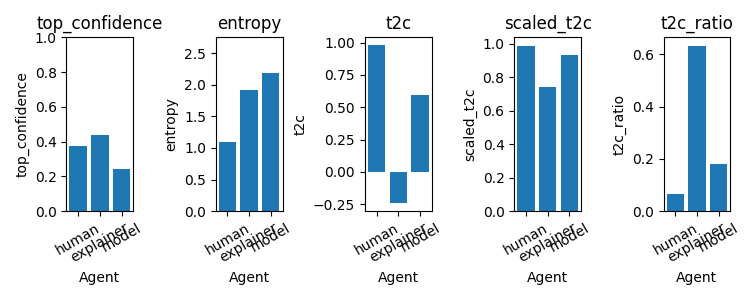 top_confidence
top_confidence
1.0
0.8
0.6
0.4
0.2
0.0
human
explainer
model
Agent
entropy
entropy
2.5
2.0
1.5
1.0
0.5
0.0
human
explainer
model
Agent
t2c
t2c
1.00
0.75
0.50
0.25
0.00
−0.25
human
explainer
model
Agent
scaled_t2c
scaled_t2c
1.0
0.8
0.6
0.4
0.2
0.0
human
explainer
model
Agent
t2c_ratio
t2c_ratio
0.6
0.4
0.2
0.0
human
explainer
model
Agent